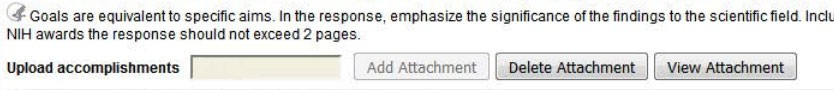 Goals are equivalent to specific aims. In the response, emphasize the significance of the findings to the scientific field.
NIH awards the response should not exceed 2 pages.
Upload accomplishments Add Attachment Delete Attachment View Attachment